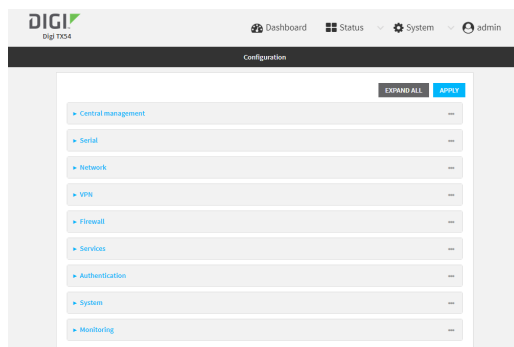 DIGI
Digi TX54
Dashboard Status System admin
Configuration
EXPAND ALL APPLY
Central management
Serial
Network
VPN
Firewall
Services
Authentication
System
Monitoring